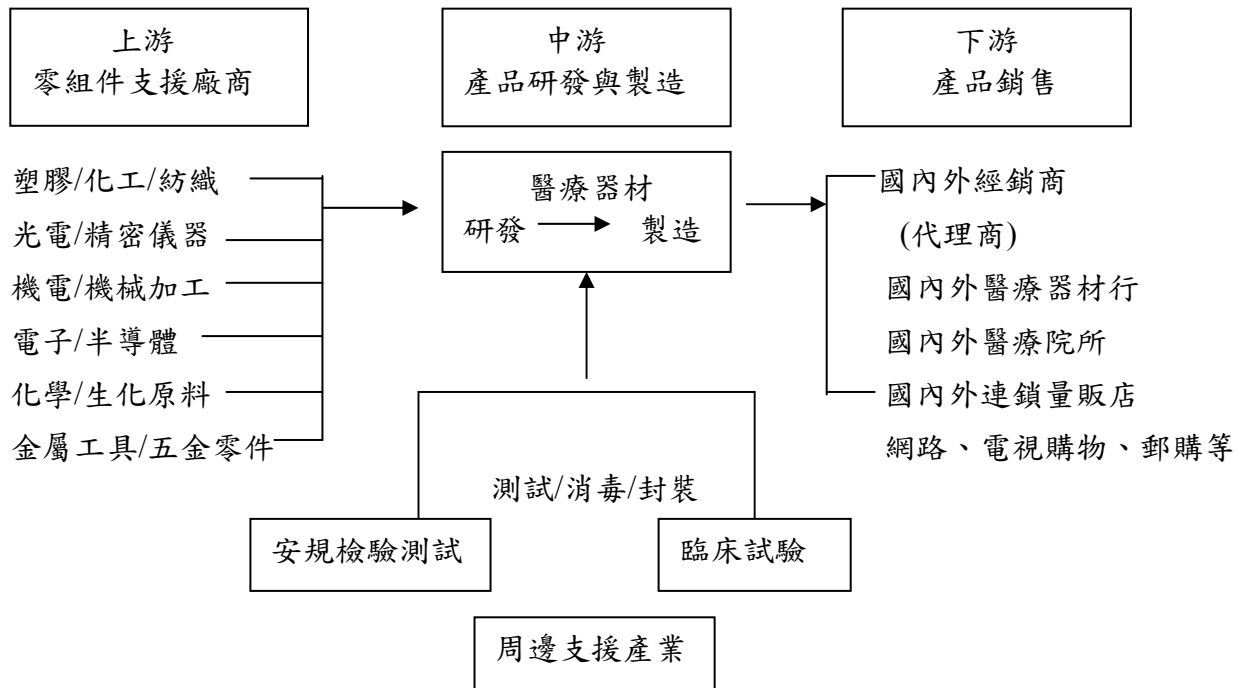 上游
零組件支援廠商
中游
產品研發與製造
下游
產品銷售
塑膠/化工/紡織
光電/精密儀器
機電/機械加工
電子/半導體
化學/生化原料
金屬工具/五金零件
醫療器材
研發 製造
國內外經銷商
(代理商)
國內外醫療器材行
國內外醫療院所
國內外連鎖量販店
網路、電視購物、郵購等
測試/消毒/封裝
安規檢驗測試
臨床試驗
周邊支援產業